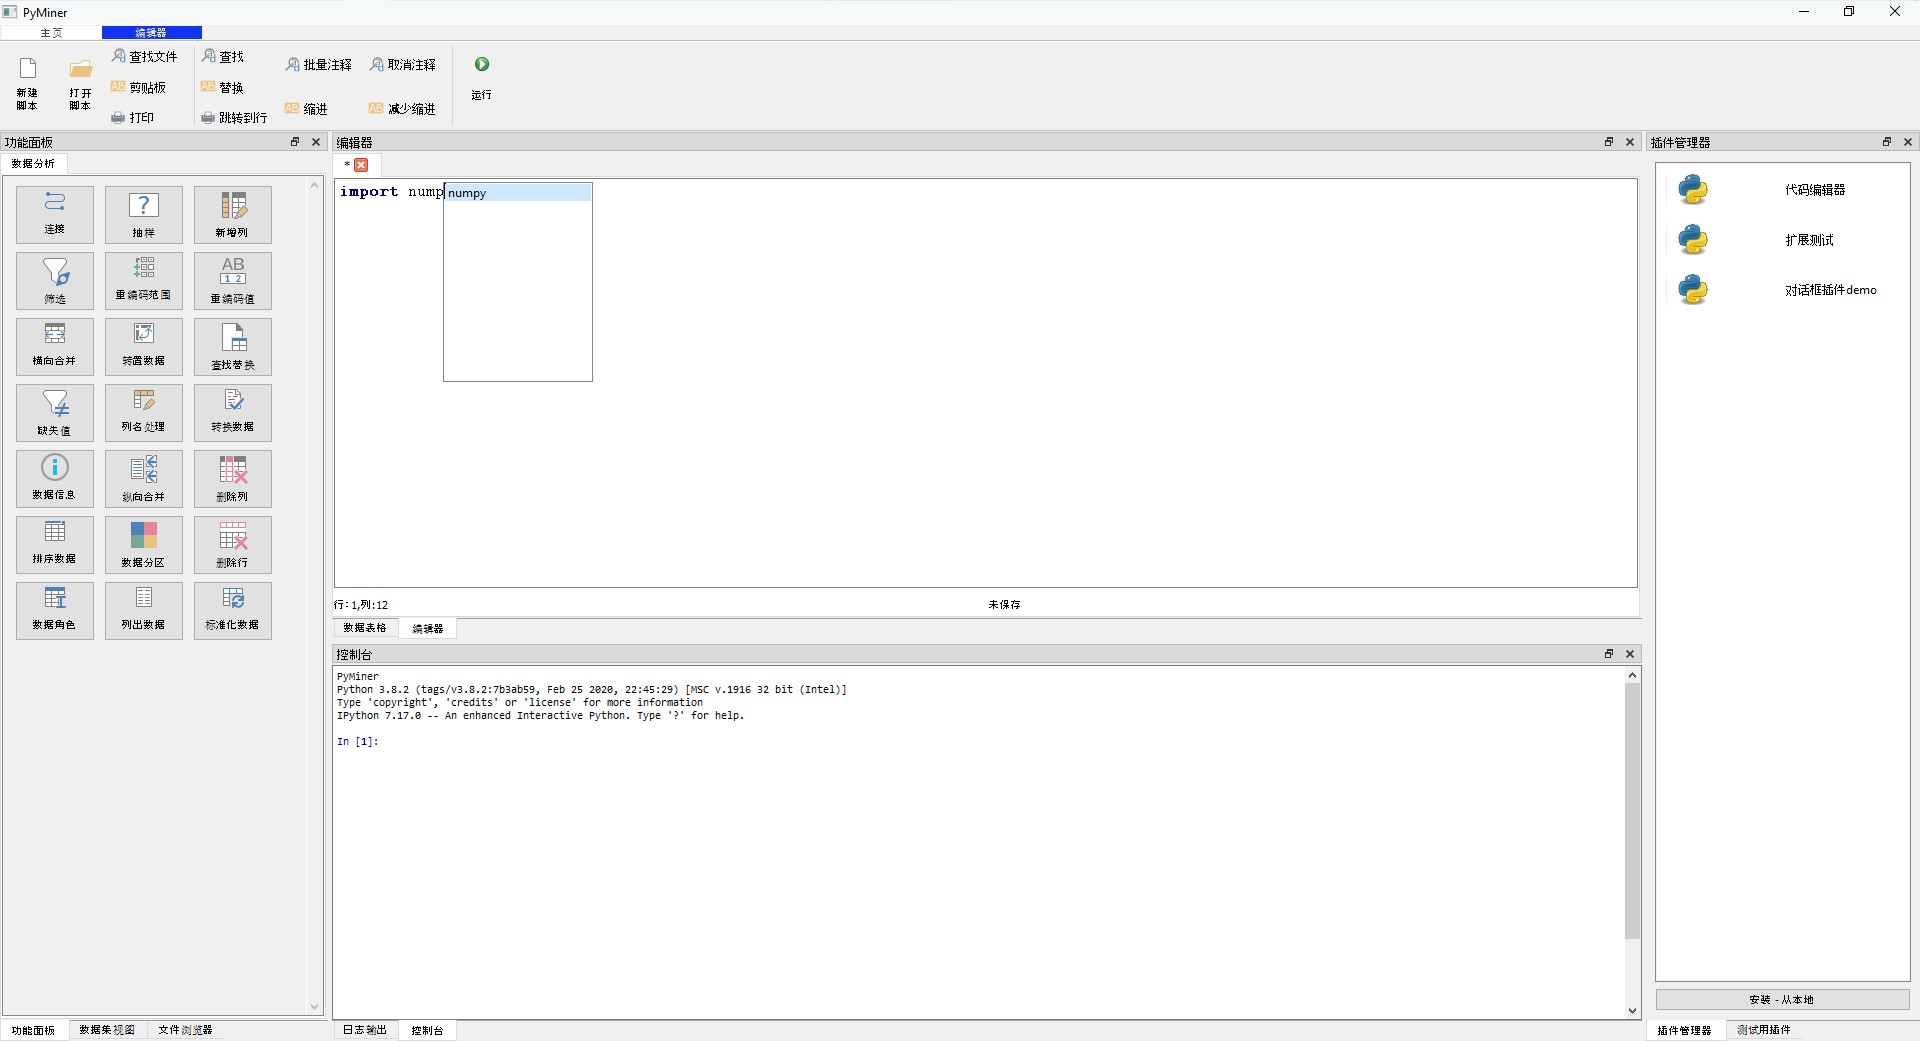 PyMiner
主页
编辑器
新建脚本
打开脚本
查找文件
剪贴板
打印
查找
替换
跳转到行
批量注释
取消注释
缩进
减少缩进
运行
功能面板
数据分析
连接
抽样
新增列
筛选
重编码范围
重编码值
横向合并
转置数据
查找替换
缺失值
列名处理
转换数据
数据信息
纵向合并
删除列
排序数据
数据分区
删除行
数据角色
列出数据
标准化数据
功能面板
数据集视图
文件浏览器
编辑器
*
import nump
numpy
行:1,列:12
未保存
数据表格
编辑器
控制台
PyMiner
Python 3.8.2 (tags/v3.8.2:7b3ab59, Feb 25 2020, 22:45:29) [MSC v.1916 32 bit (Intel)]
Type 'copyright', 'credits' or 'license' for more information
IPython 7.17.0 -- An enhanced Interactive Python. Type '?' for help.
In [1]:
日志输出
控制台
插件管理器
代码编辑器
扩展测试
对话框插件demo
安装 - 从本地
插件管理器
测试用插件